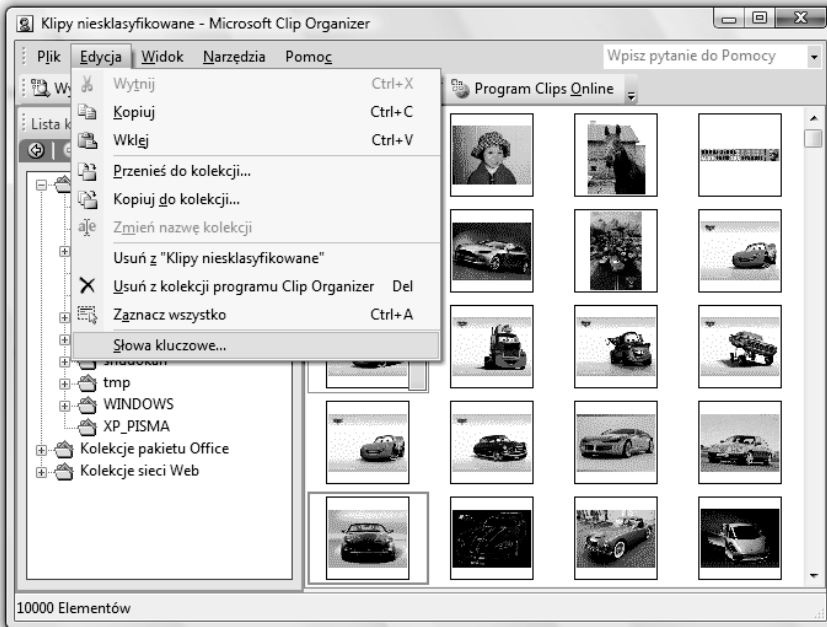 Klipy niesklasyfikowane - Microsoft Clip Organizer
Plik Edycja Widok Narzędzia Pomoc Wpisz pytanie do Pomocy
Program Clips Online
Wytnij Ctrl+X
Kopiuj Ctrl+C
Wklej Ctrl+V
Przenieś do kolekcji...
Kopiuj do kolekcji...
Zmień nazwę kolekcji
Usuń z "Klipy niesklasyfikowane"
Usuń z kolekcji programu Clip Organizer Del
Zaznacz wszystko Ctrl+A
Słowa kluczowe...
Lista k
shudokan
tmp
WINDOWS
XP_PISMA
Kolekcje pakietu Office
Kolekcje sieci Web
10000 Elementów